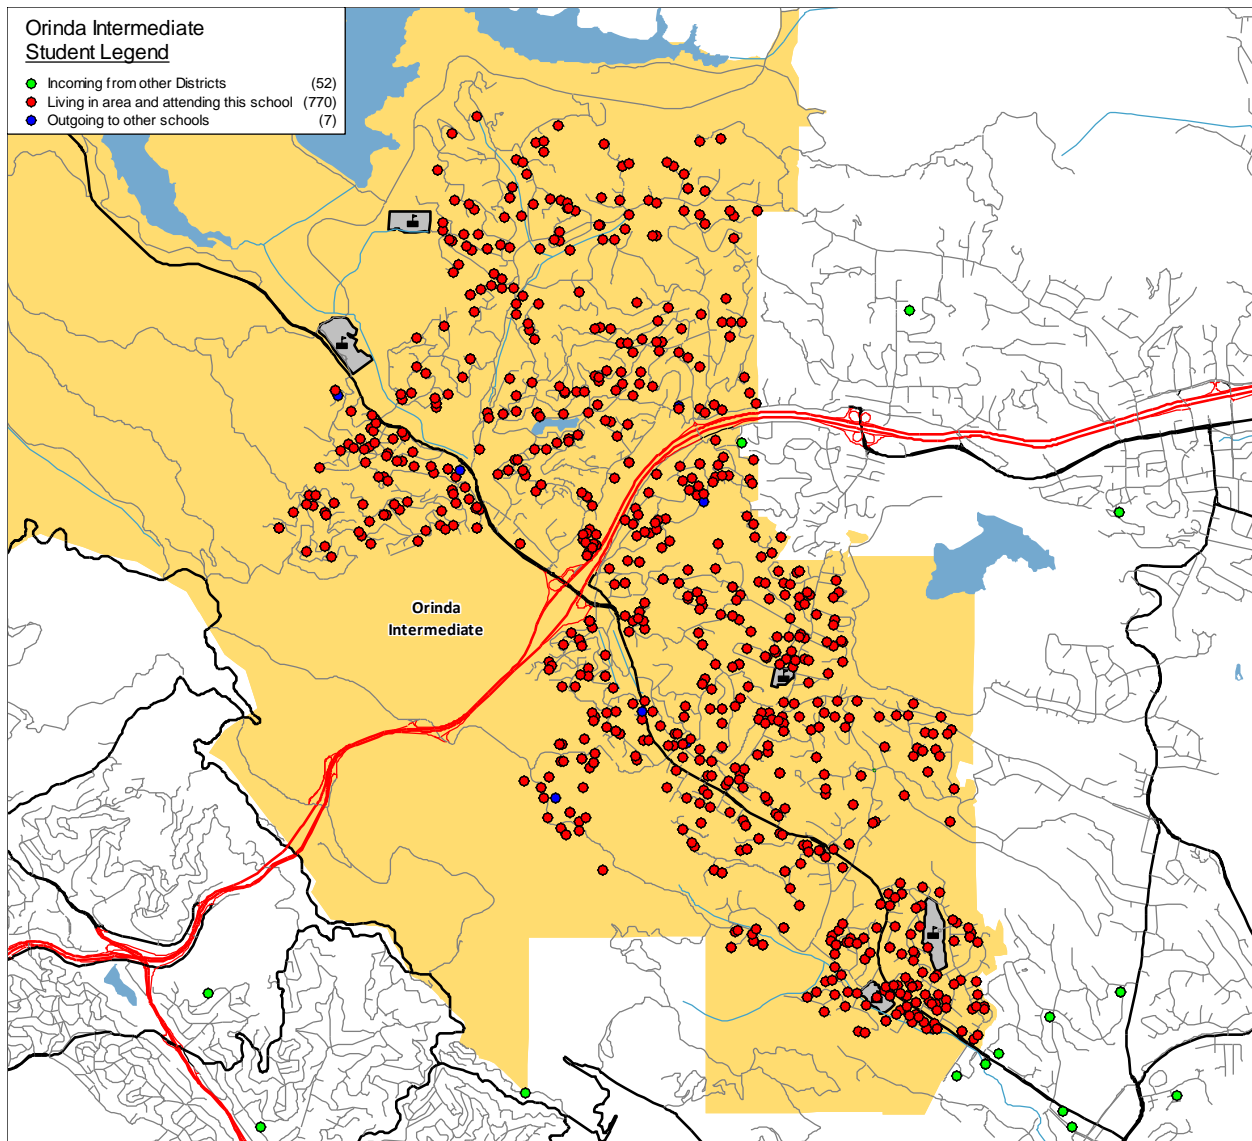 Orinda Intermediate
Student Legend
Incoming from other Districts (52)
Living in area and attending this school (770)
Outgoing to other schools (7)
Orinda
Intermediate